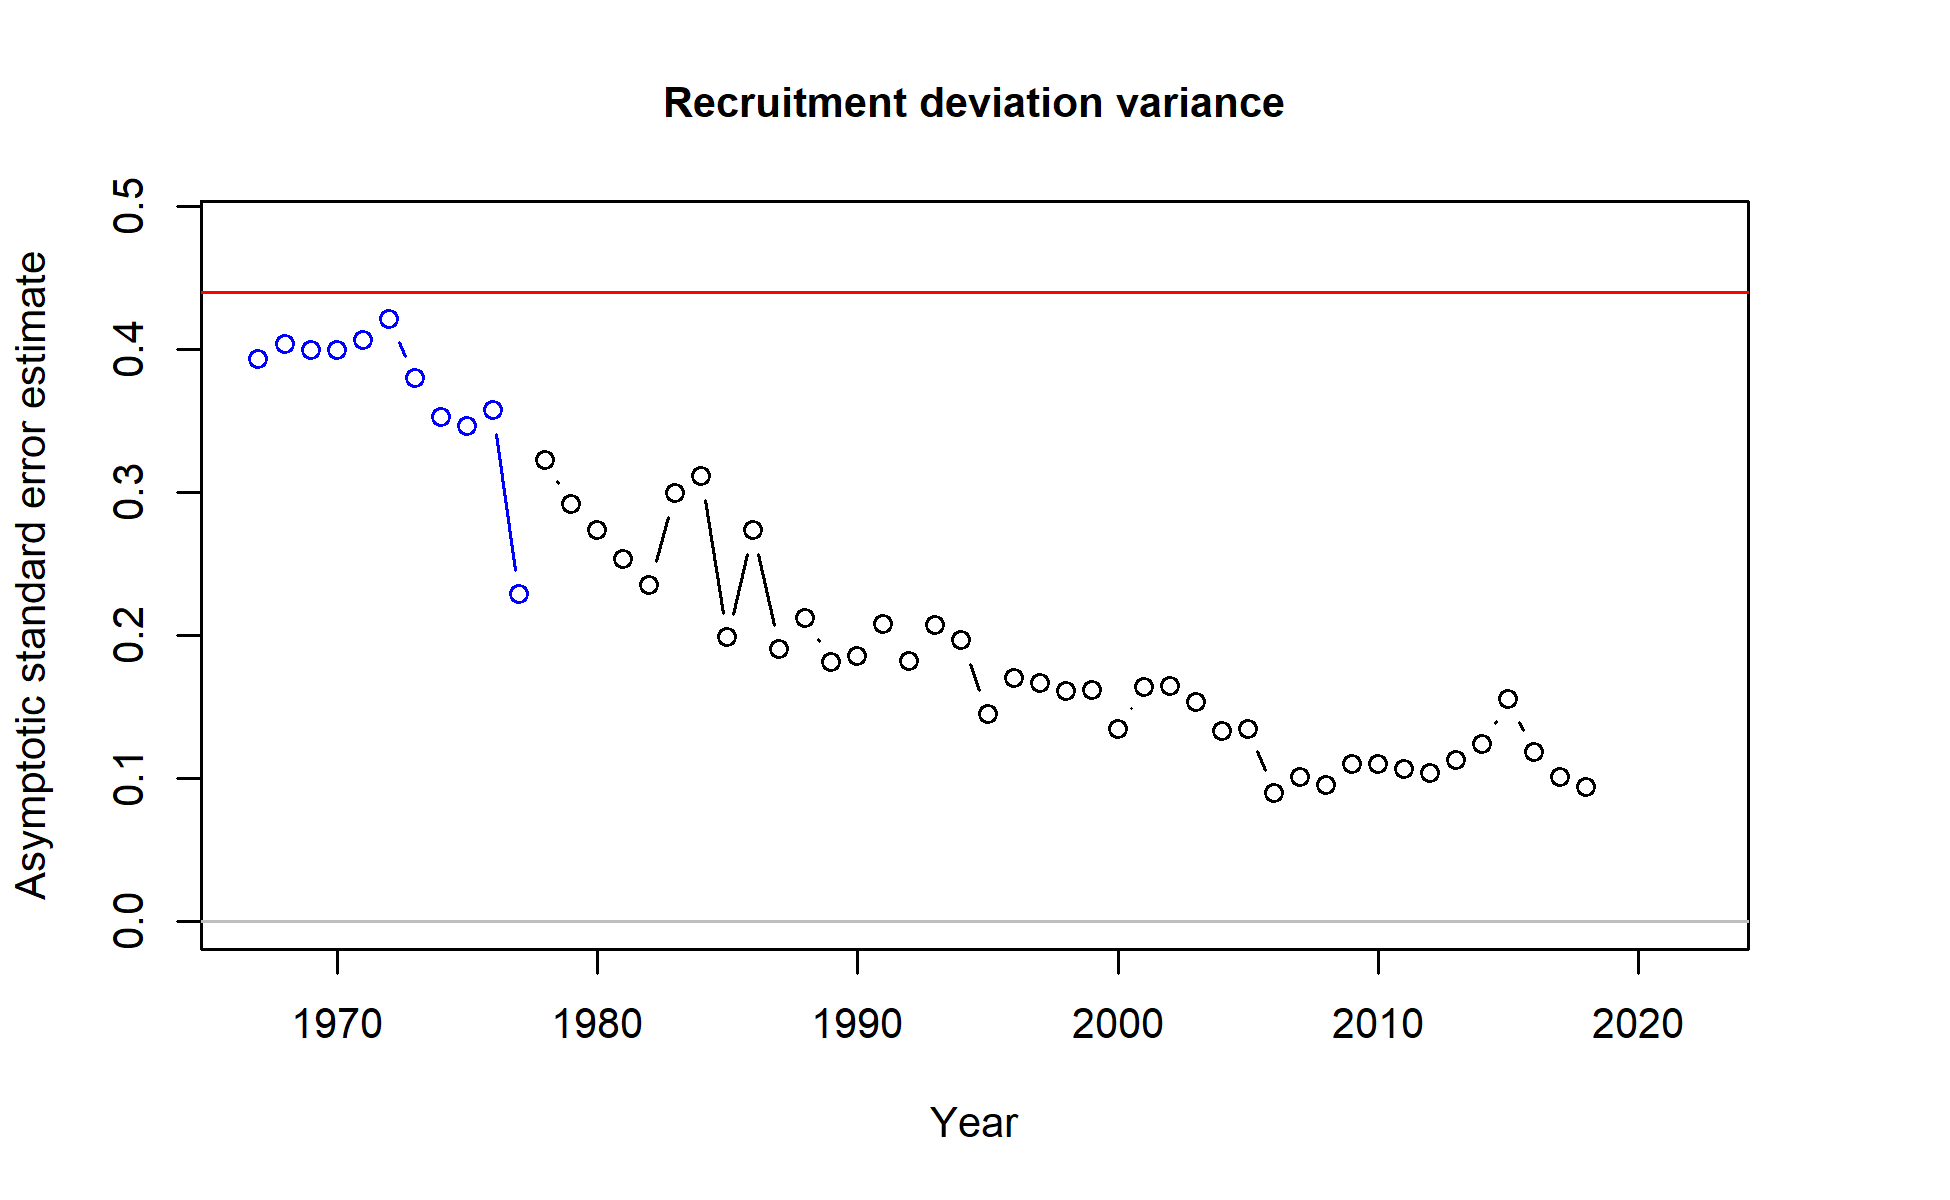 Recruitment deviation variance
Asymptotic standard error estimate
0.5
0.4
0.3
0.2
0.1
0.0
1970 1980 1990 2000 2010 2020
Year